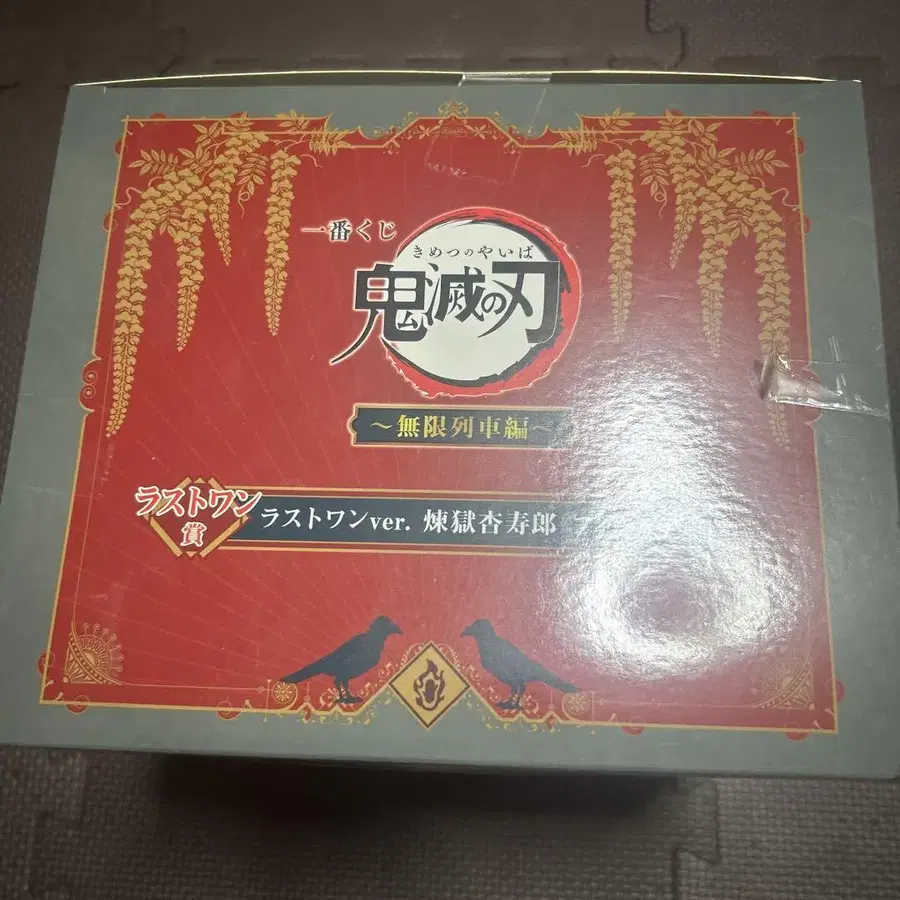 一番くじ
きめつのやいば
鬼滅の刃
～無限列車編～
ラストワン
賞
ラストワンver. 煉獄杏寿郎